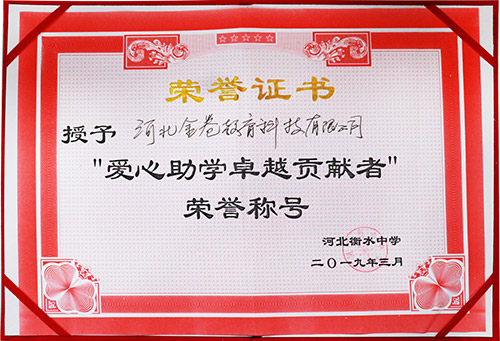 荣誉证书
授予 河北金卷教育科技有限公司
"爱心助学卓越贡献者"
荣誉称号
河北衡水中学
二〇一九年三月